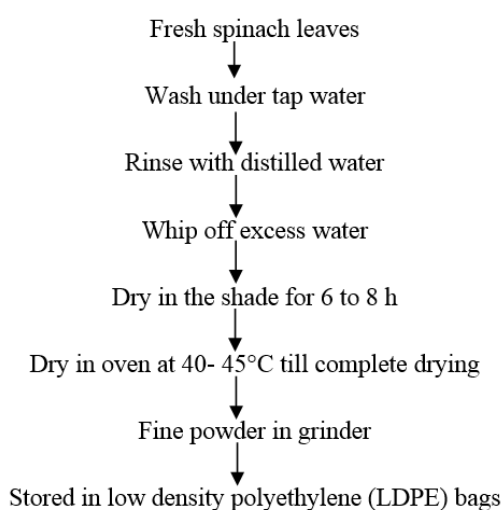 Fresh spinach leaves
Wash under tap water
Rinse with distilled water
Whip off excess water
Dry in the shade for 6 to 8 h
Dry in oven at 40- 45°C till complete drying
Fine powder in grinder
Stored in low density polyethylene (LDPE) bags